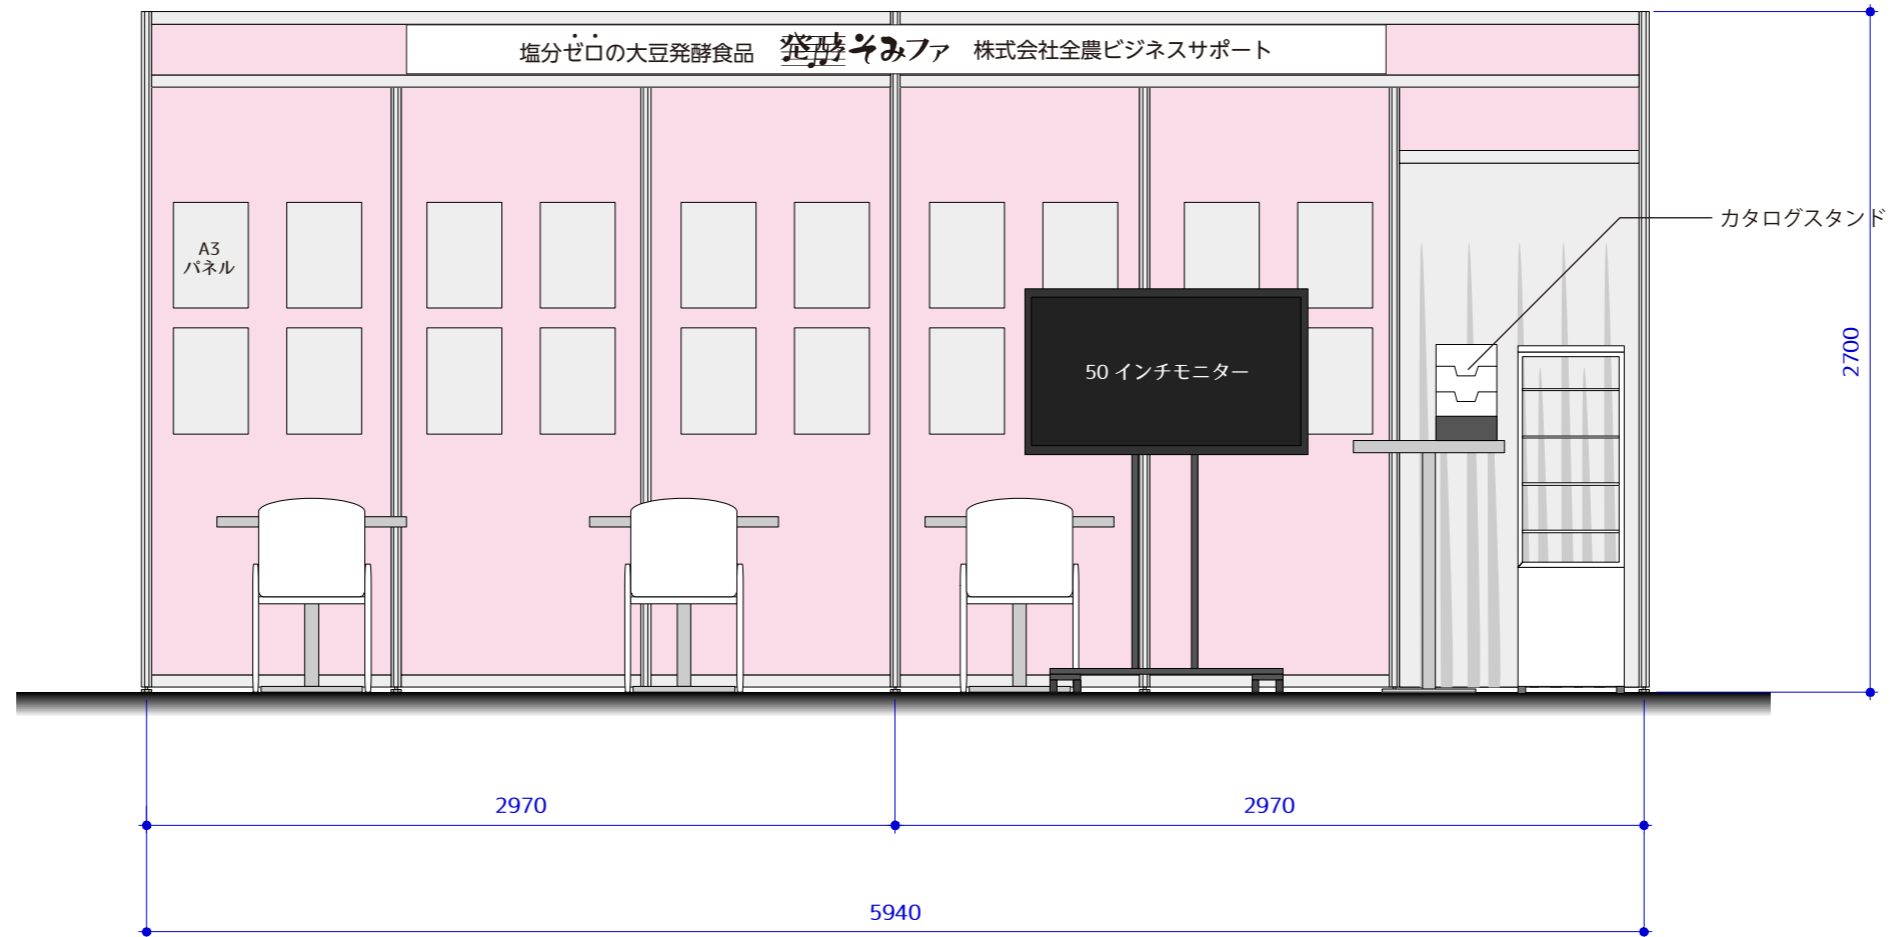 塩分ゼロの大豆発酵食品 発酵そみファ 株式会社全農ビジネスサポート
A3
パネル
カタログスタンド
50 インチモニター
2700
2970 2970
5940